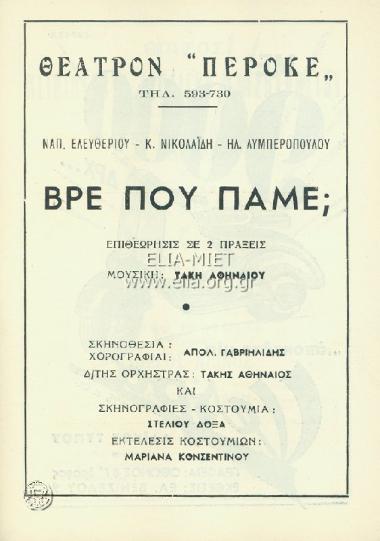 ΘΕΑΤΡΟΝ "ΠΕΡΟΚΕ„
ΤΗΛ. 593-730
ΝΑΠ. ΕΛΕΥΘΕΡΙΟΥ - Κ. ΝΙΚΟΛΑΪΔΗ - ΗΛ. ΛΥΜΠΕΡΟΠΟΥΛΟΥ
ΒΡΕ ΠΟΥ ΠΑΜΕ;
ΕΠΙΘΕΩΡΗΣΙΣ ΣΕ 2 ΠΡΑΞΕΙΣ
ELIA-MIET
ΜΟΥΣΙΚΗ: ΤΑΚΗ ΑΘΗΝΑΙΟΥ
www.elia.org.gr
ΣΚΗΝΟΘΕΣΙΑ:
ΧΟΡΟΓΡΑΦΙΑΙ: ΑΠΟΛ. ΓΑΒΡΙΗΛΙΔΗΣ
Δ/ΤΗΣ ΟΡΧΗΣΤΡΑΣ: ΤΑΚΗΣ ΑΘΗΝΑΙΟΣ
ΚΑΙ
ΣΚΗΝΟΓΡΑΦΙΕΣ - ΚΟΣΤΟΥΜΙΑ:
ΣΤΕΛΙΟΥ ΔΟΞΑ
ΕΚΤΕΛΕΣΙΣ ΚΟΣΤΟΥΜΙΩΝ:
ΜΑΡΙΑΝΑ ΚΟΝΣΕΝΤΙΝΟΥ